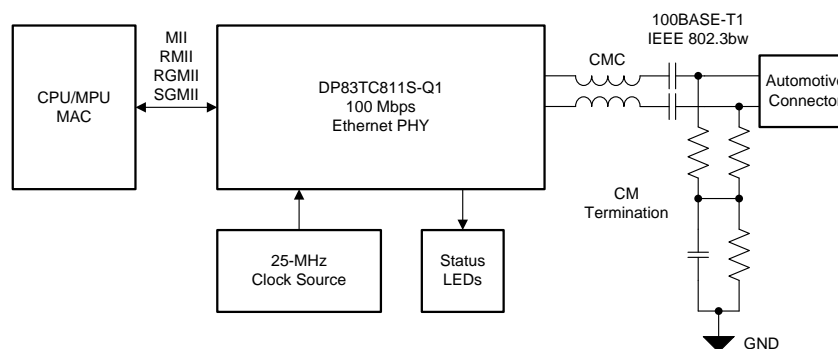 100BASE-T1
IEEE 802.3bw
MII
RMII
RGMII
SGMII
CMC
CPU/MPU
MAC
DP83TC811S-Q1
100 Mbps
Ethernet PHY
Automotive
Connector
CM
Termination
25-MHz
Clock Source
Status
LEDs
GND